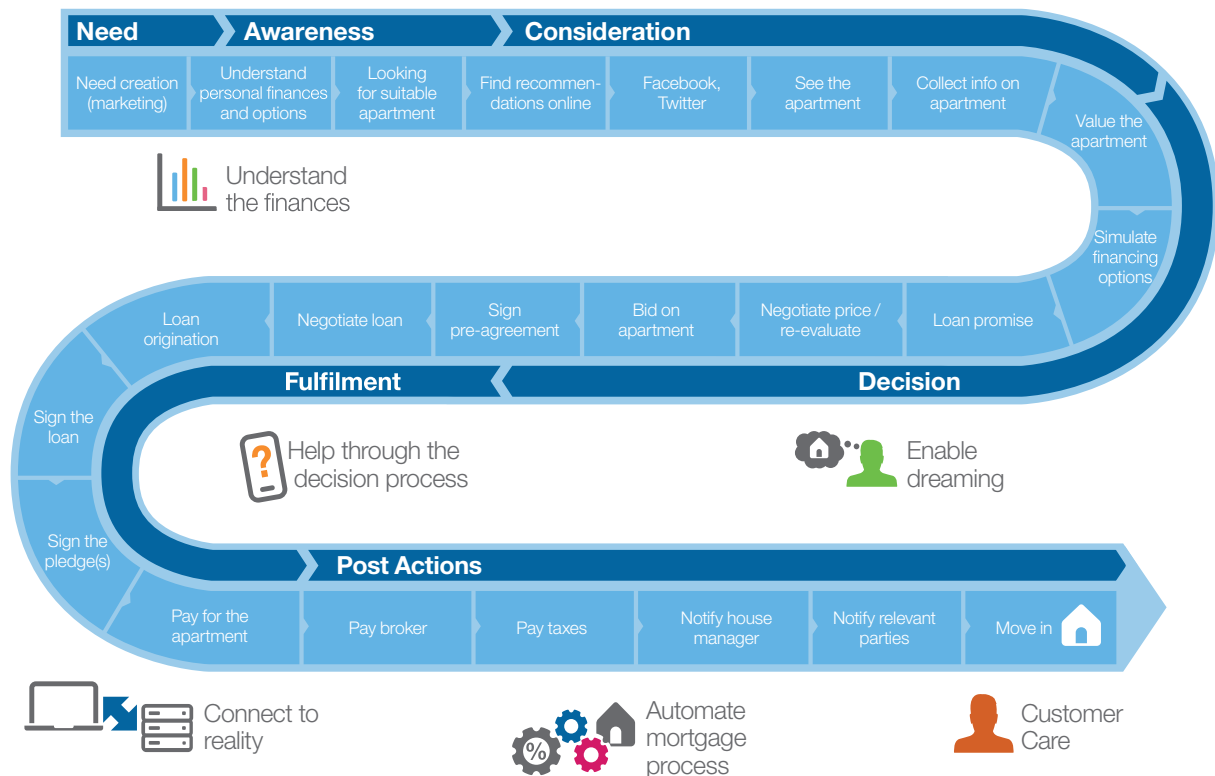 Need
Awareness
Consideration
Need creation
(marketing)
Understand
personal finances
and options
Looking
for suitable
apartment
Find recommen-
dations online
Facebook,
Twitter
See the
apartment
Collect info on
apartment
Value the
apartment
Simulate
financing
options
Understand
the finances
Loan promise
Negotiate price /
re-evaluate
Bid on
apartment
Sign
pre-agreement
Negotiate loan
Loan
origination
Decision
Fulfilment
Sign the
loan
Sign the
pledge(s)
?
Help through the
decision process
Enable
dreaming
Post Actions
Pay for the
apartment
Pay broker
Pay taxes
Notify house
manager
Notify relevant
parties
Move in
Connect to
reality
%
Automate
mortgage
process
Customer
Care